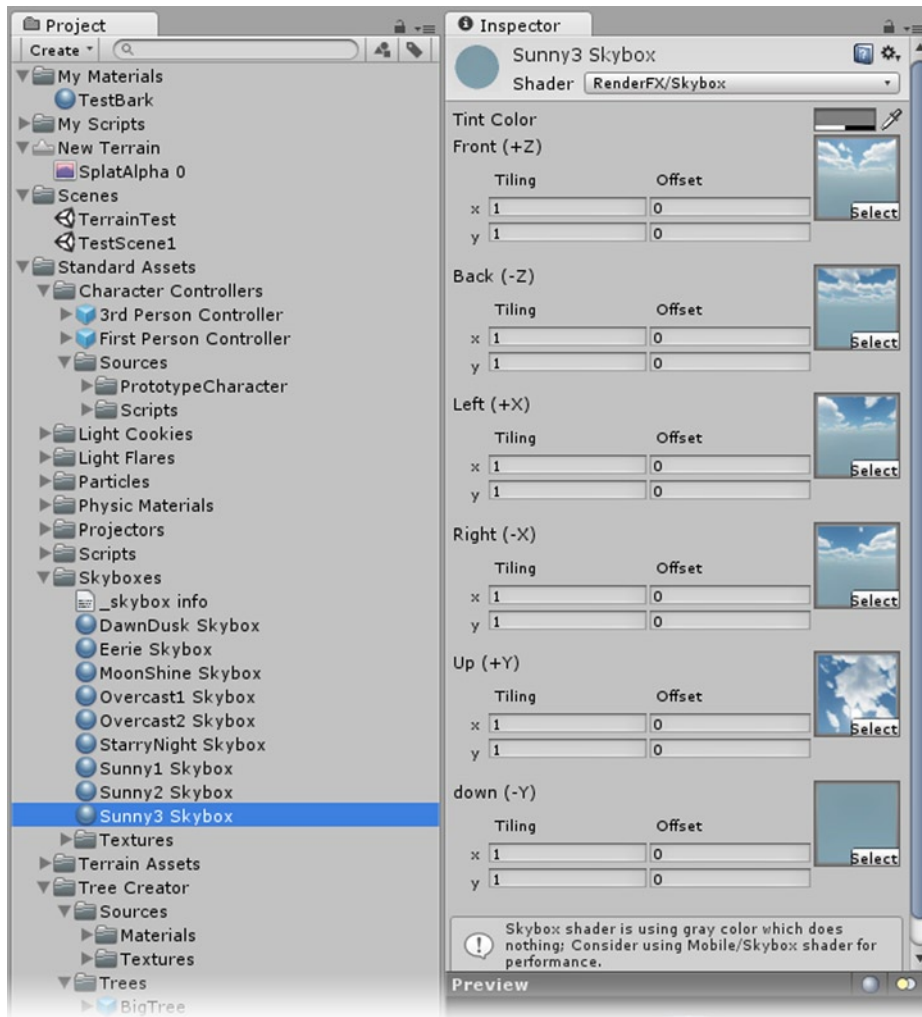 Project
Create
My Materials
TestBark
My Scripts
New Terrain
SplatAlpha 0
Scenes
TerrainTest
TestScene1
Standard Assets
Character Controllers
3rd Person Controller
First Person Controller
Sources
PrototypeCharacter
Scripts
Light Cookies
Light Flares
Particles
Physic Materials
Projectors
Scripts
Skyboxes
_skybox info
DawnDusk Skybox
Eerie Skybox
MoonShine Skybox
Overcast1 Skybox
Overcast2 Skybox
StarryNight Skybox
Sunny1 Skybox
Sunny2 Skybox
Sunny3 Skybox
Textures
Terrain Assets
Tree Creator
Sources
Materials
Textures
Trees
BigTree
Inspector
Sunny3 Skybox
Shader RenderFX/Skybox
Tint Color
Front (+Z)
Tiling Offset
x 1 0
y 1 0
Select
Back (-Z)
Tiling Offset
x 1 0
y 1 0
Select
Left (+X)
Tiling Offset
x 1 0
y 1 0
Select
Right (-X)
Tiling Offset
x 1 0
y 1 0
Select
Up (+Y)
Tiling Offset
x 1 0
y 1 0
Select
down (-Y)
Tiling Offset
x 1 0
y 1 0
Select
Skybox shader is using gray color which does
nothing; Consider using Mobile/Skybox shader for
performance.
Preview